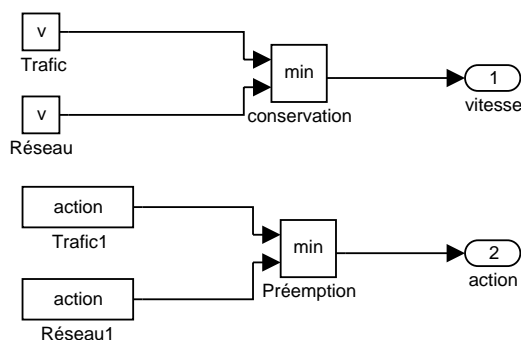 v
Trafic
min
1
vitesse
v
conservation
Réseau
action
Trafic1
min
2
action
action
Préemption
Réseau1